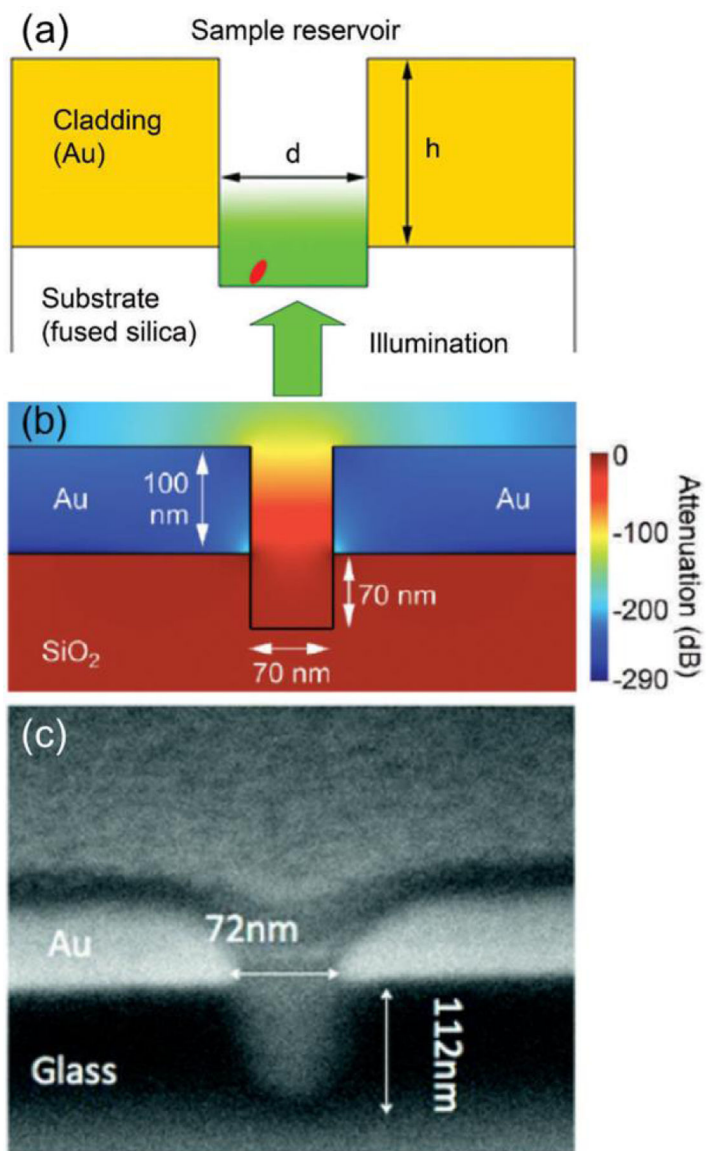 (a)
Sample reservoir
Cladding
(Au)
d
h
Substrate
(fused silica)
Illumination
(b)
Au
100
nm
Au
70 nm
SiO₂
70 nm
0
-100
-200
-290
Attenuation (dB)
(c)
72nm
Au
112nm
Glass